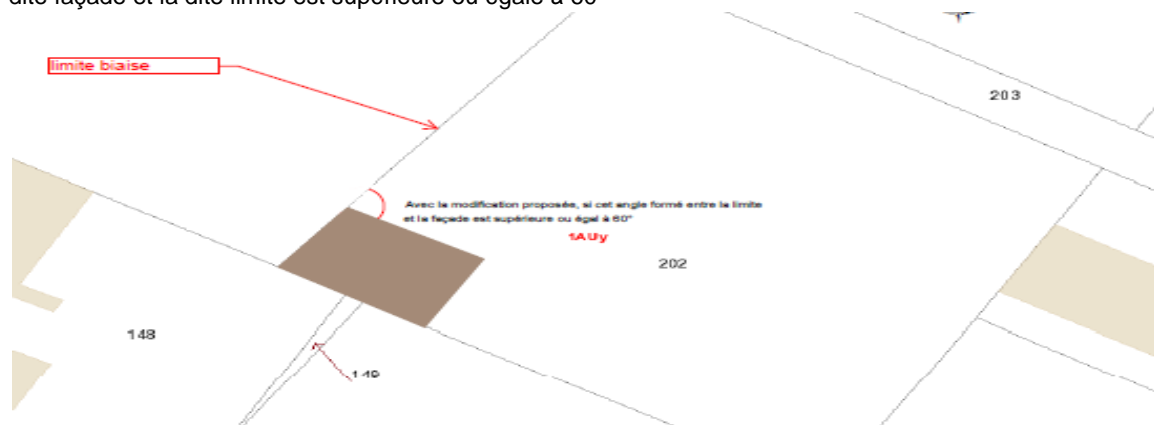 dite façade et la dite limite est supérieure ou égale à 60°
limite biaise
203
Avec la modification proposée, si cet angle formé entre la limite
et la façade est supérieure ou égal à 60°
1AUy
202
148
149